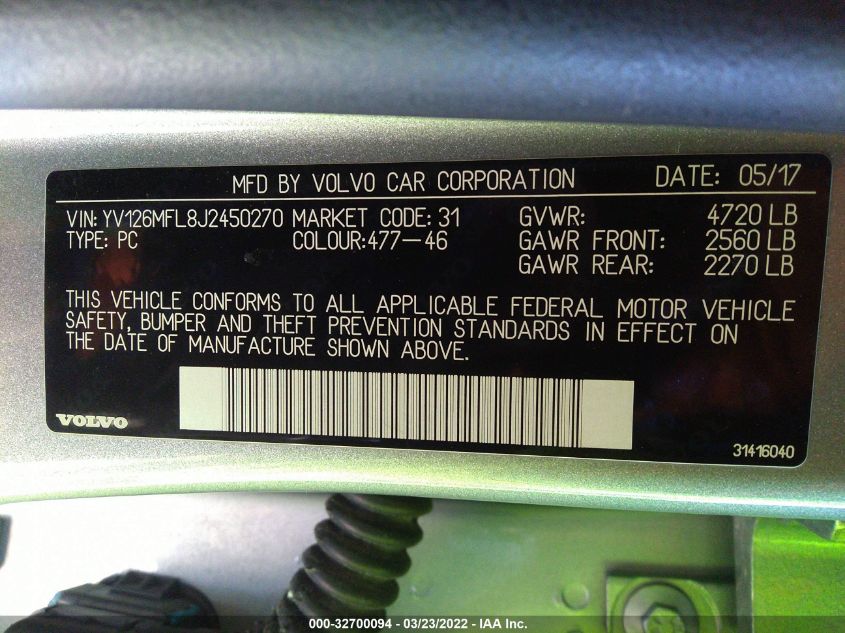 MFD BY VOLVO CAR CORPORATION DATE: 05/17
VIN: YV126MFL8J2450270 MARKET CODE: 31 GVWR: 4720 LB
TYPE: PC COLOUR:477-46 GAWR FRONT: 2560 LB
GAWR REAR: 2270 LB
THIS VEHICLE CONFORMS TO ALL APPLICABLE FEDERAL MOTOR VEHICLE
SAFETY, BUMPER AND THEFT PREVENTION STANDARDS IN EFFECT ON
THE DATE OF MANUFACTURE SHOWN ABOVE.
VOLVO
31416040
000-32700094 - 03/23/2022 - IAA Inc.